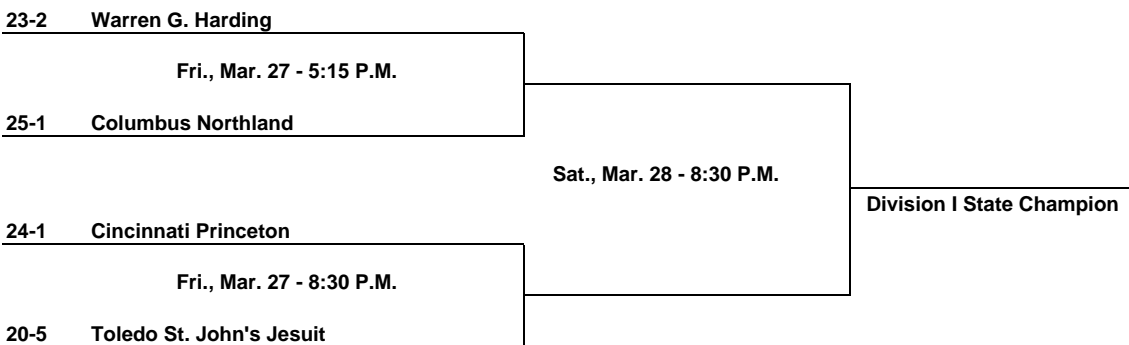 23-2 Warren G. Harding
Fri., Mar. 27 - 5:15 P.M.
25-1 Columbus Northland
Sat., Mar. 28 - 8:30 P.M.
Division I State Champion
24-1 Cincinnati Princeton
Fri., Mar. 27 - 8:30 P.M.
20-5 Toledo St. John's Jesuit